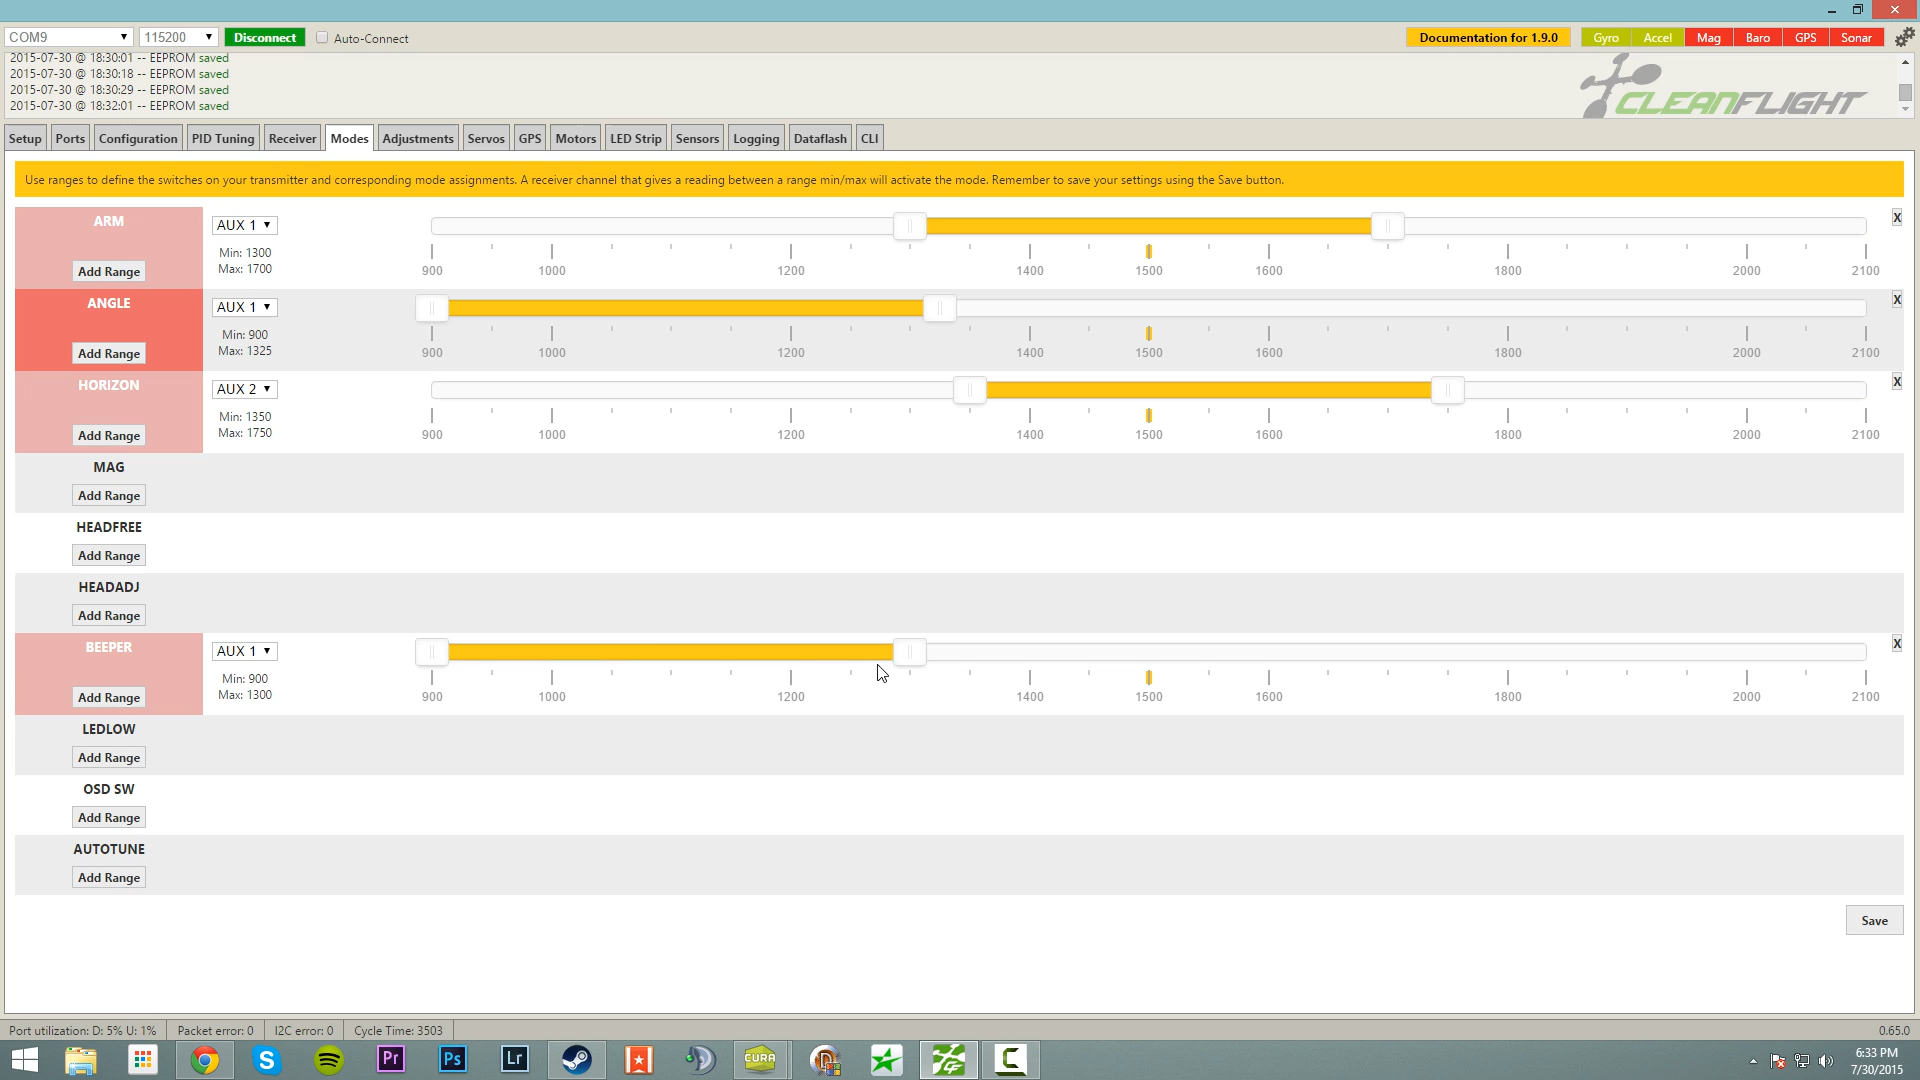 COM9 115200 Disconnect Auto-Connect Documentation for 1.9.0 Gyro Accel Mag Baro GPS Sonar
2015-07-30 @ 18:30:01 -- EEPROM saved
2015-07-30 @ 18:30:18 -- EEPROM saved
2015-07-30 @ 18:30:29 -- EEPROM saved
2015-07-30 @ 18:32:01 -- EEPROM saved
CLEANFLIGHT
Setup Ports Configuration PID Tuning Receiver Modes Adjustments Servos GPS Motors LED Strip Sensors Logging Dataflash CLI
Use ranges to define the switches on your transmitter and corresponding mode assignments. A receiver channel that gives a reading between a range min/max will activate the mode. Remember to save your settings using the Save button.
ARM AUX 1 X
Min: 1300
Add Range Max: 1700 900 1000 1200 1400 1500 1600 1800 2000 2100
ANGLE AUX 1 X
Min: 900
Add Range Max: 1325 900 1000 1200 1400 1500 1600 1800 2000 2100
HORIZON AUX 2 X
Min: 1350
Add Range Max: 1750 900 1000 1200 1400 1500 1600 1800 2000 2100
MAG
Add Range
HEADFREE
Add Range
HEADADJ
Add Range
BEEPER AUX 1 X
Min: 900
Add Range Max: 1300 900 1000 1200 1400 1500 1600 1800 2000 2100
LEDLOW
Add Range
OSD SW
Add Range
AUTOTUNE
Add Range
Save
Port utilization: D: 5% U: 1% Packet error: 0 I2C error: 0 Cycle Time: 3503 0.65.0
S Pr Ps Lr CURA CF C
6:33 PM
7/30/2015